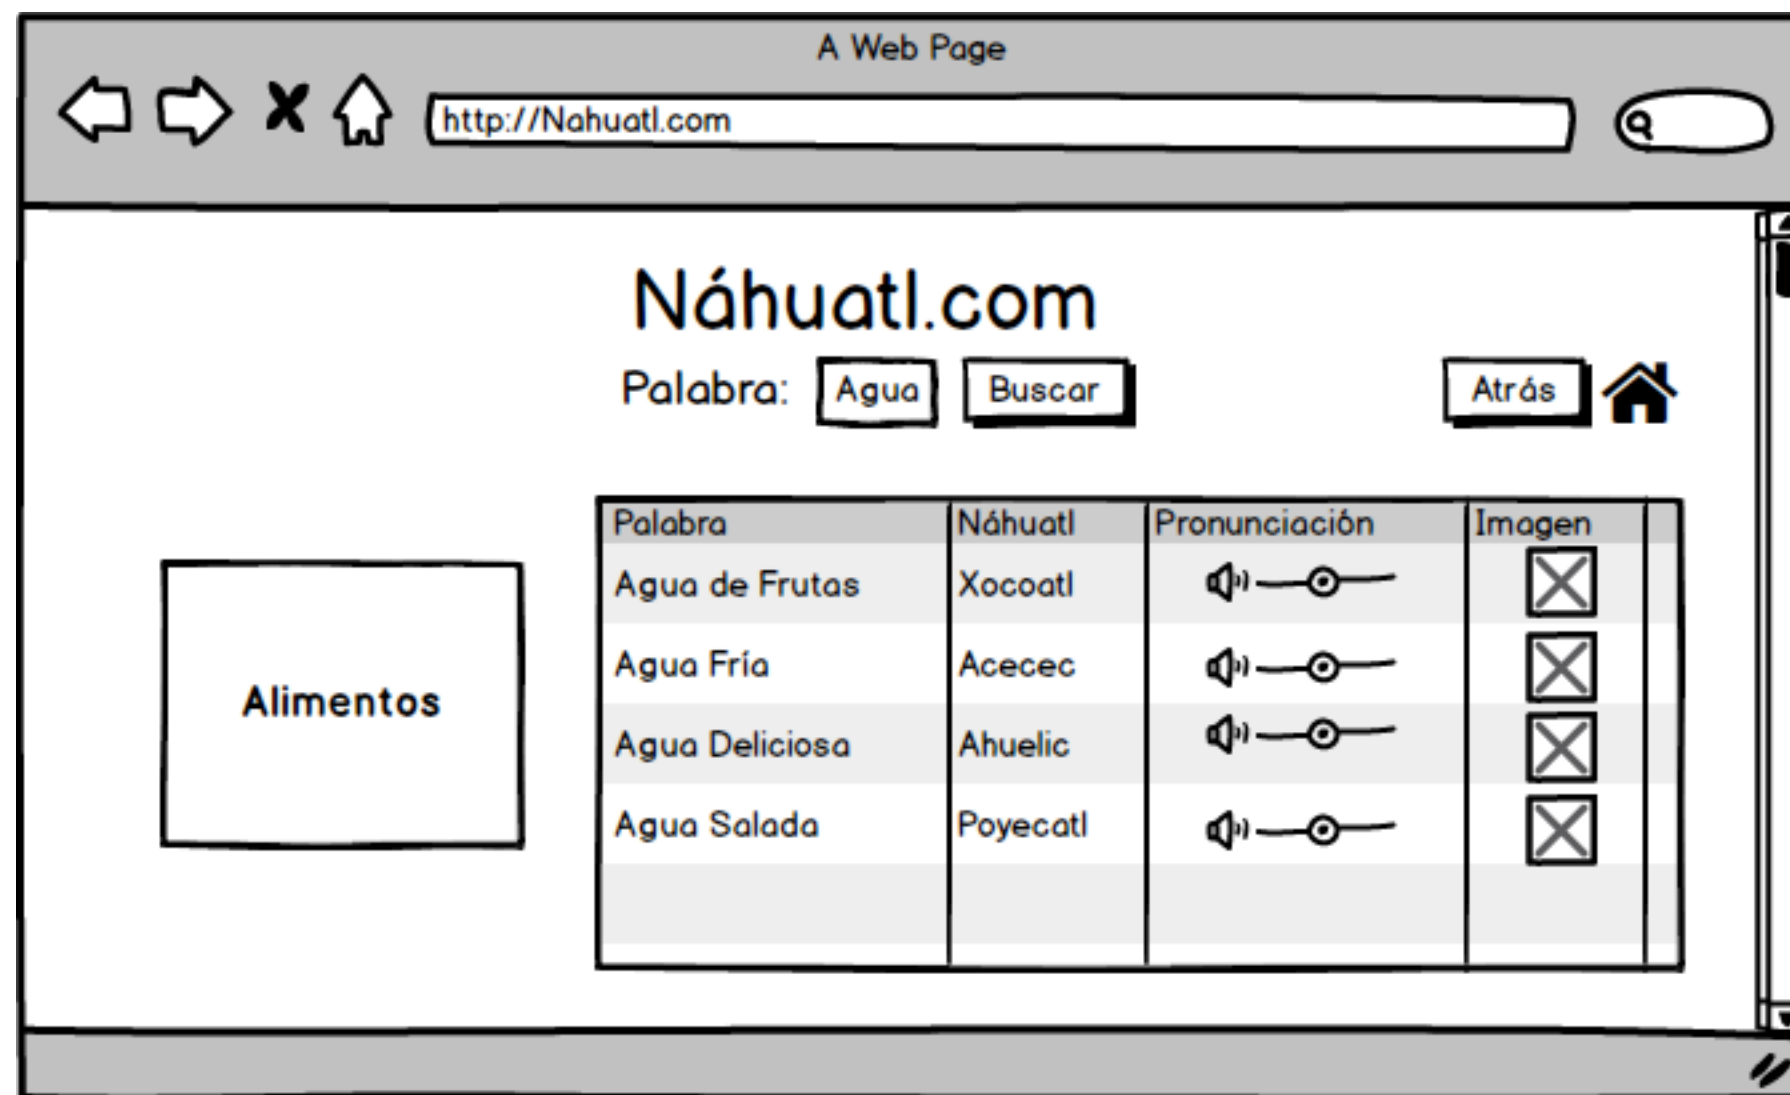 A Web Page
http://Nahuatl.com
Náhuatl.com
Palabra: Agua Buscar Atrás
Alimentos
Palabra Náhuatl Pronunciación Imagen
Agua de Frutas Xocoatl
Agua Fría Acecec
Agua Deliciosa Ahuelic
Agua Salada Poyecatl